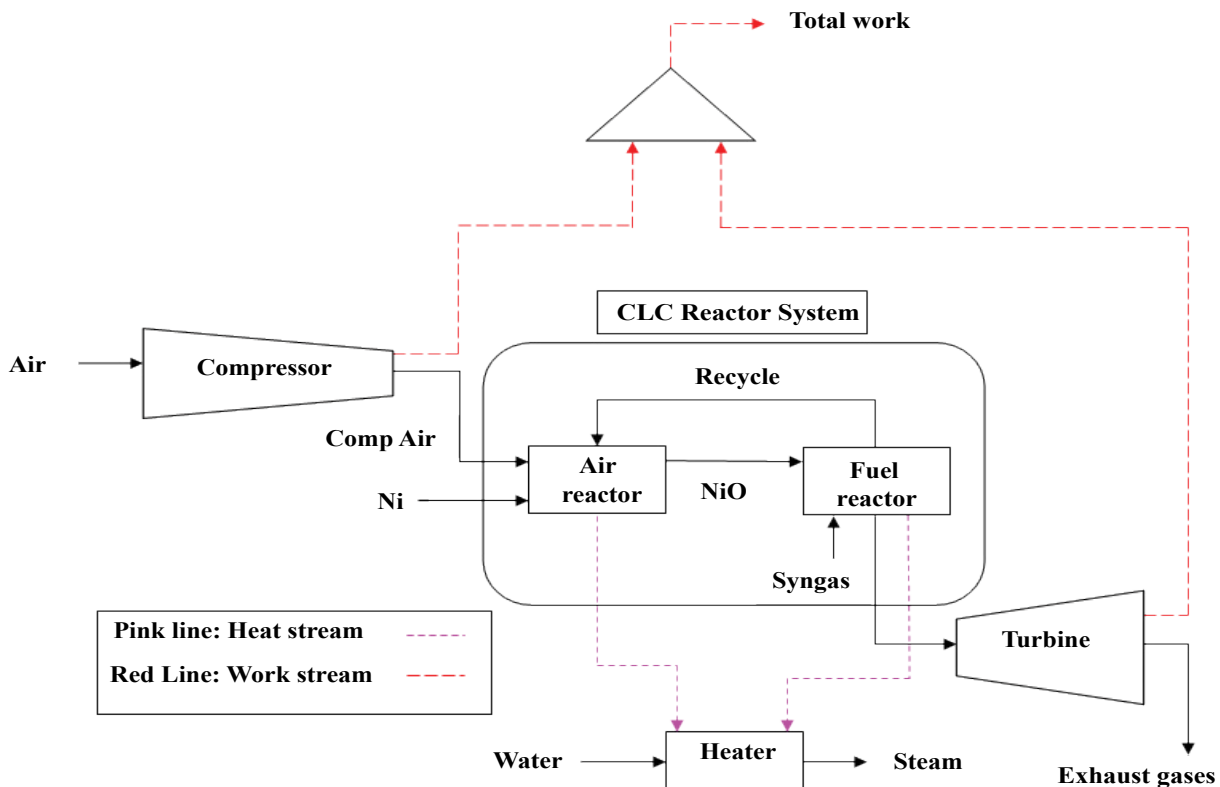 Total work
CLC Reactor System
Air
Compressor
Recycle
Comp Air
Air
reactor
Fuel
reactor
Ni
NiO
Syngas
Pink line: Heat stream
Red Line: Work stream
Turbine
Water
Heater
Steam
Exhaust gases